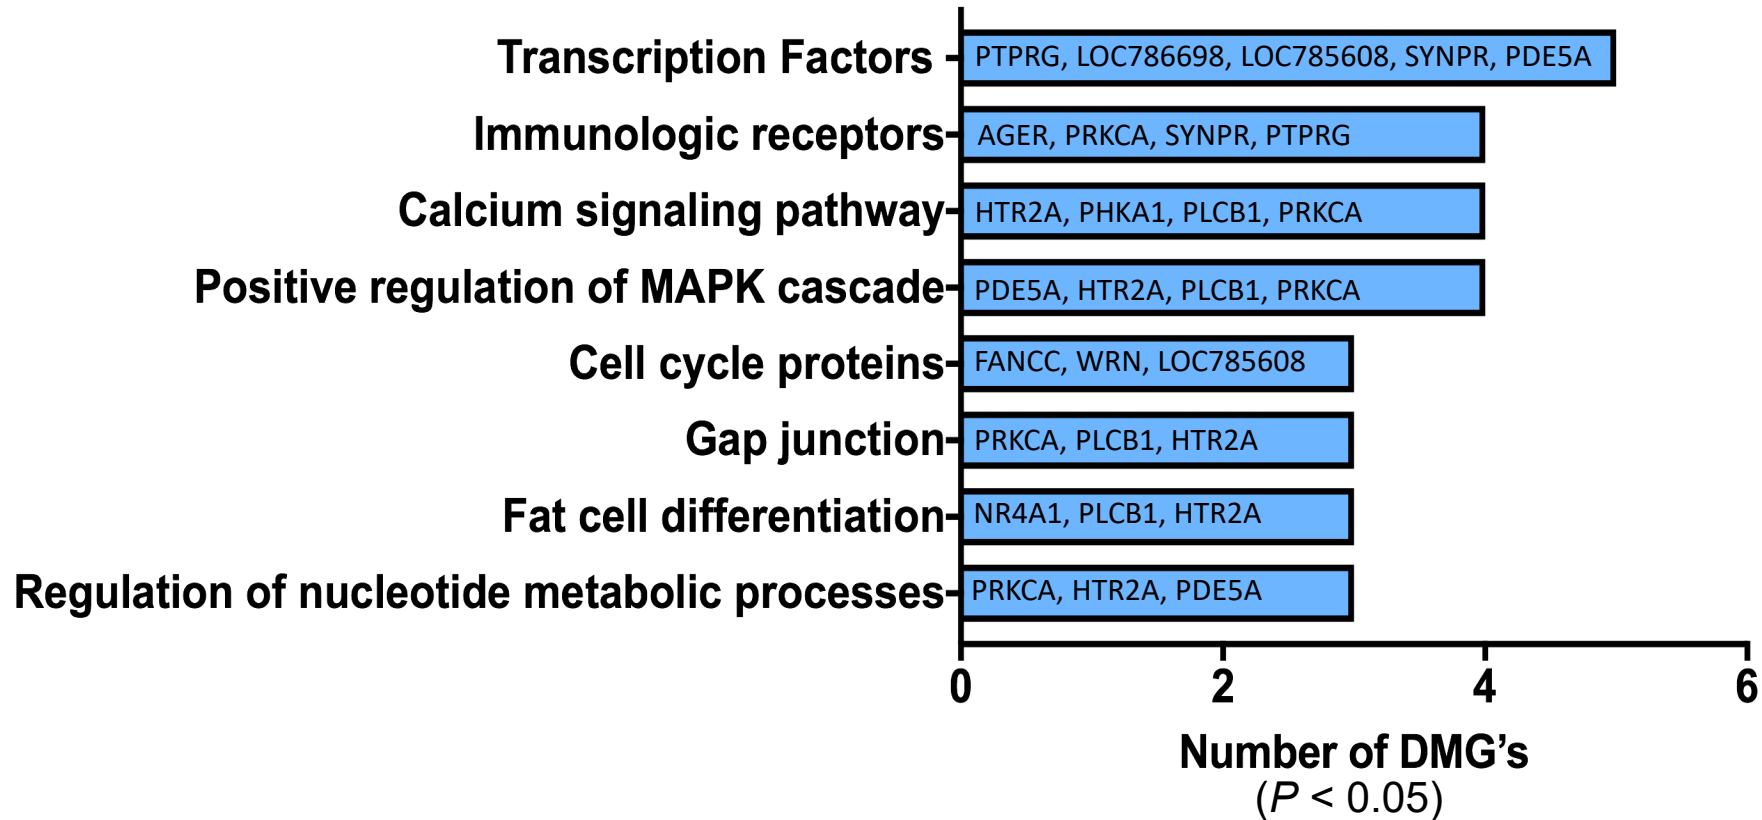 Transcription Factors PTPRG, LOC786698, LOC785608, SYNPR, PDE5A
Immunologic receptors AGER, PRKCA, SYNPR, PTPRG
Calcium signaling pathway HTR2A, PHKA1, PLCB1, PRKCA
Positive regulation of MAPK cascade PDE5A, HTR2A, PLCB1, PRKCA
Cell cycle proteins FANCC, WRN, LOC785608
Gap junction PRKCA, PLCB1, HTR2A
Fat cell differentiation NR4A1, PLCB1, HTR2A
Regulation of nucleotide metabolic processes PRKCA, HTR2A, PDE5A
0 2 4 6
Number of DMG’s
(P < 0.05)